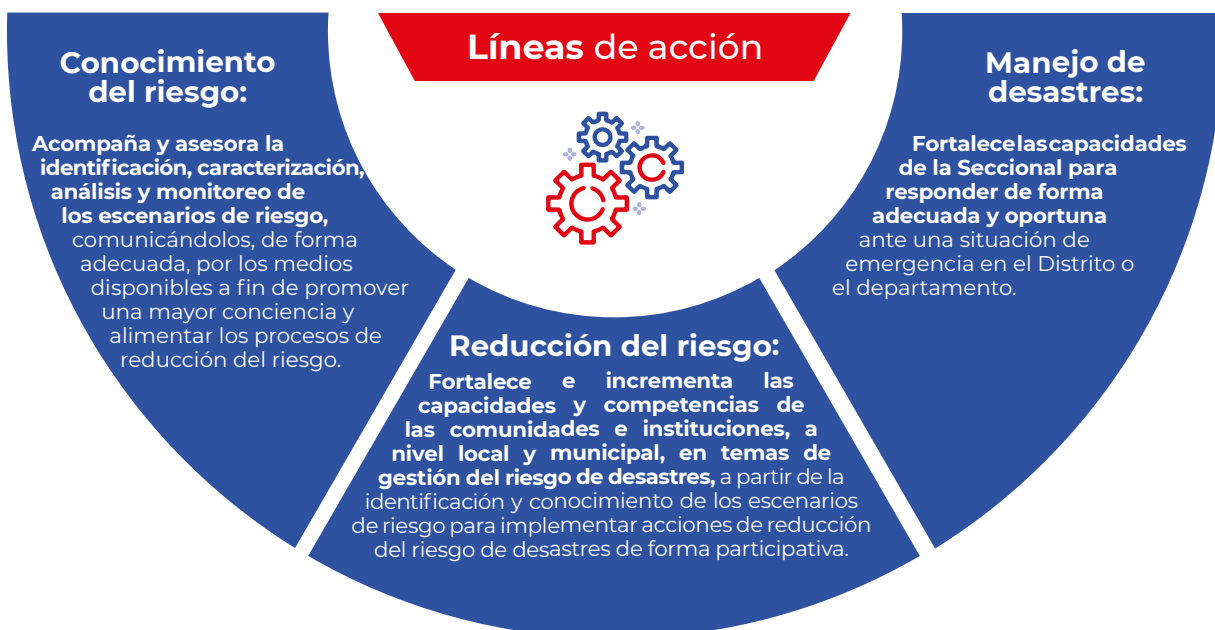 Líneas de acción
Conocimiento
del riesgo:
Acompaña y asesora la
identificación, caracterización,
análisis y monitoreo de
los escenarios de riesgo,
comunicándolos, de forma
adecuada, por los medios
disponibles a fin de promover
una mayor conciencia y
alimentar los procesos de
reducción del riesgo.
Reducción del riesgo:
Fortalece e incrementa las
capacidades y competencias de
las comunidades e instituciones, a
nivel local y municipal, en temas de
gestión del riesgo de desastres, a partir de la
identificación y conocimiento de los escenarios
de riesgo para implementar acciones de reducción
del riesgo de desastres de forma participativa.
Manejo de
desastres:
Fortalece las capacidades
de la Seccional para
responder de forma
adecuada y oportuna
ante una situación de
emergencia en el Distrito o
el departamento.